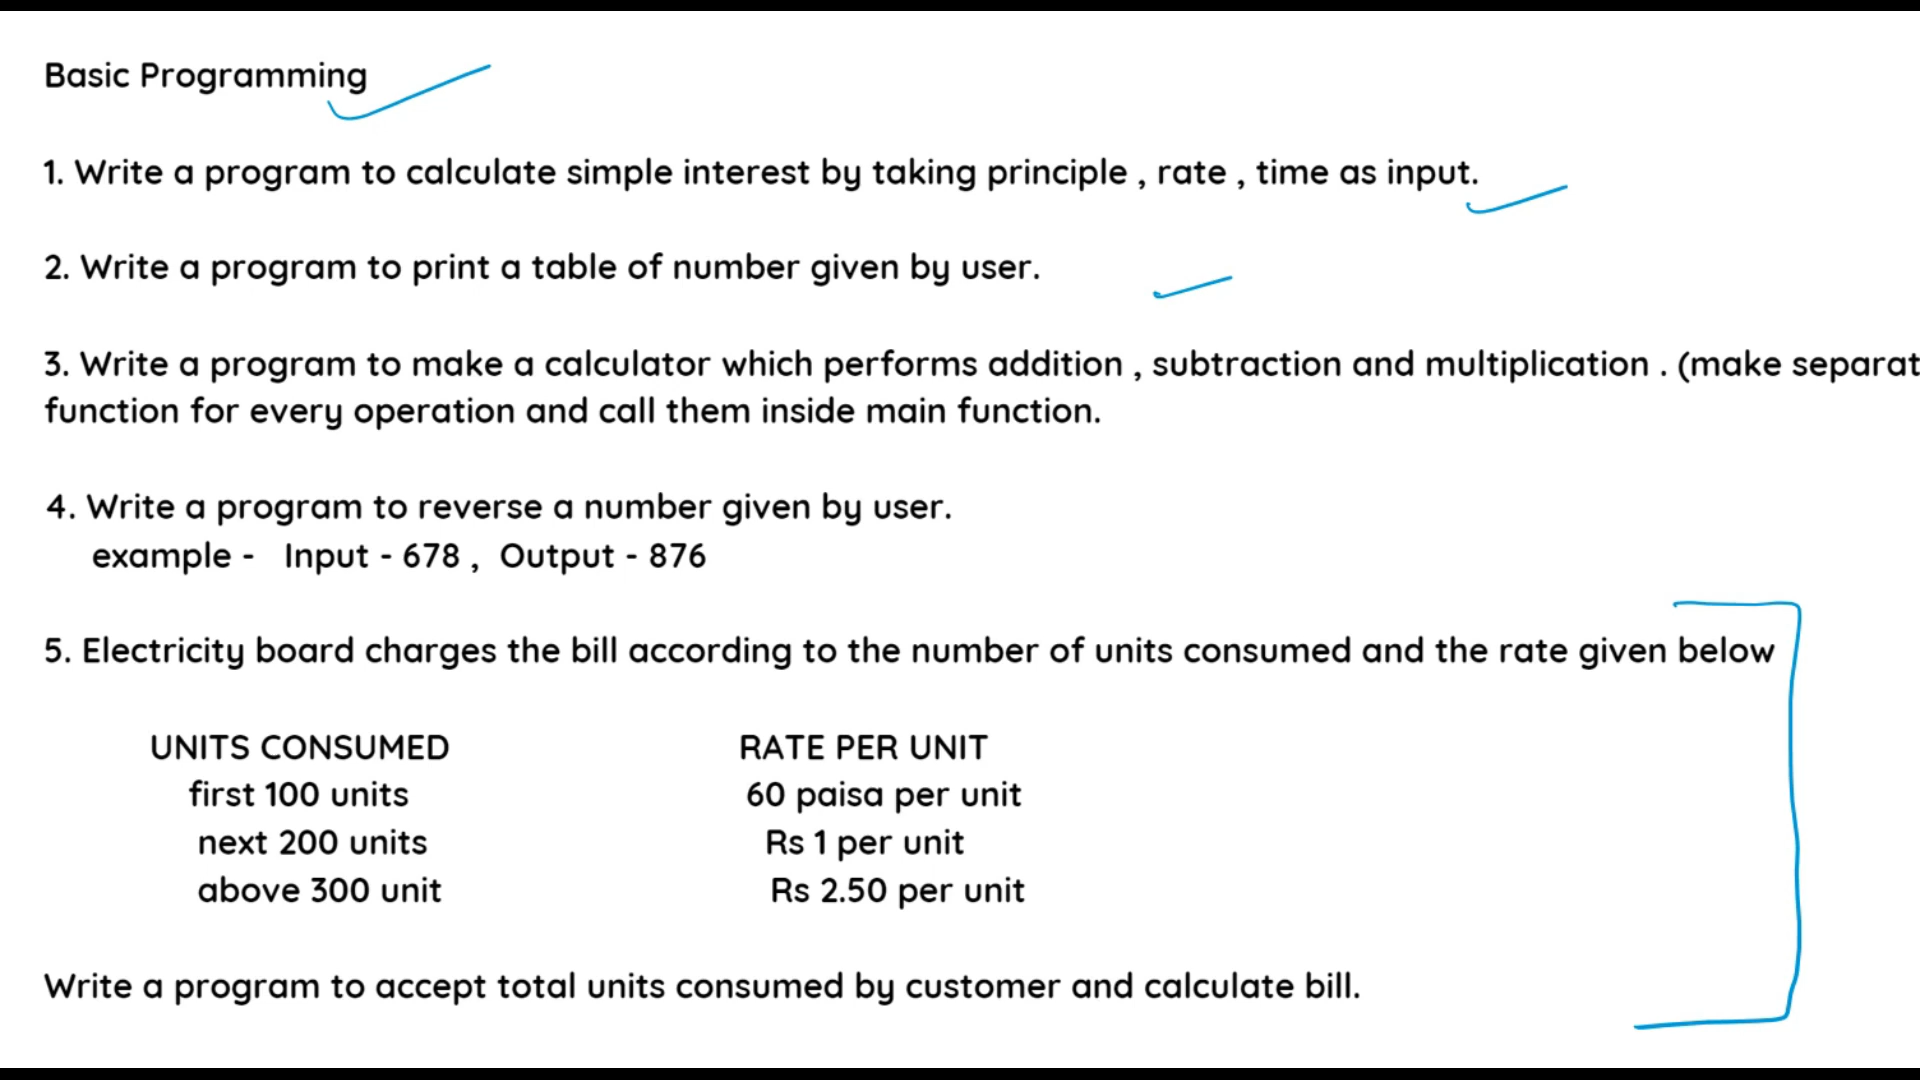 Basic Programming
1. Write a program to calculate simple interest by taking principle , rate , time as input.
2. Write a program to print a table of number given by user.
3. Write a program to make a calculator which performs addition , subtraction and multiplication . (make separat
function for every operation and call them inside main function.
4. Write a program to reverse a number given by user.
example - Input - 678 , Output - 876
5. Electricity board charges the bill according to the number of units consumed and the rate given below
UNITS CONSUMED RATE PER UNIT
first 100 units 60 paisa per unit
next 200 units Rs 1 per unit
above 300 unit Rs 2.50 per unit
Write a program to accept total units consumed by customer and calculate bill.